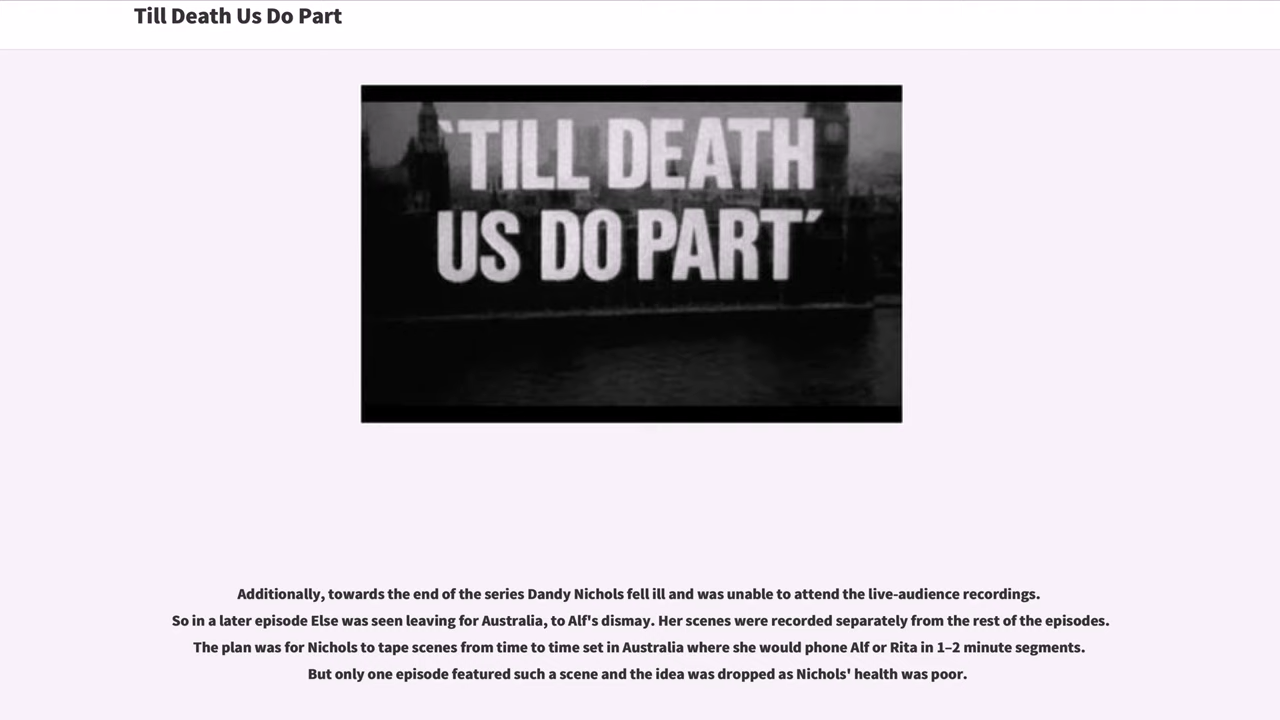 Till Death Us Do Part
‵TILL DEATH
US DO PART′
Additionally, towards the end of the series Dandy Nichols fell ill and was unable to attend the live-audience recordings.
So in a later episode Else was seen leaving for Australia, to Alf's dismay. Her scenes were recorded separately from the rest of the episodes.
The plan was for Nichols to tape scenes from time to time set in Australia where she would phone Alf or Rita in 1–2 minute segments.
But only one episode featured such a scene and the idea was dropped as Nichols' health was poor.